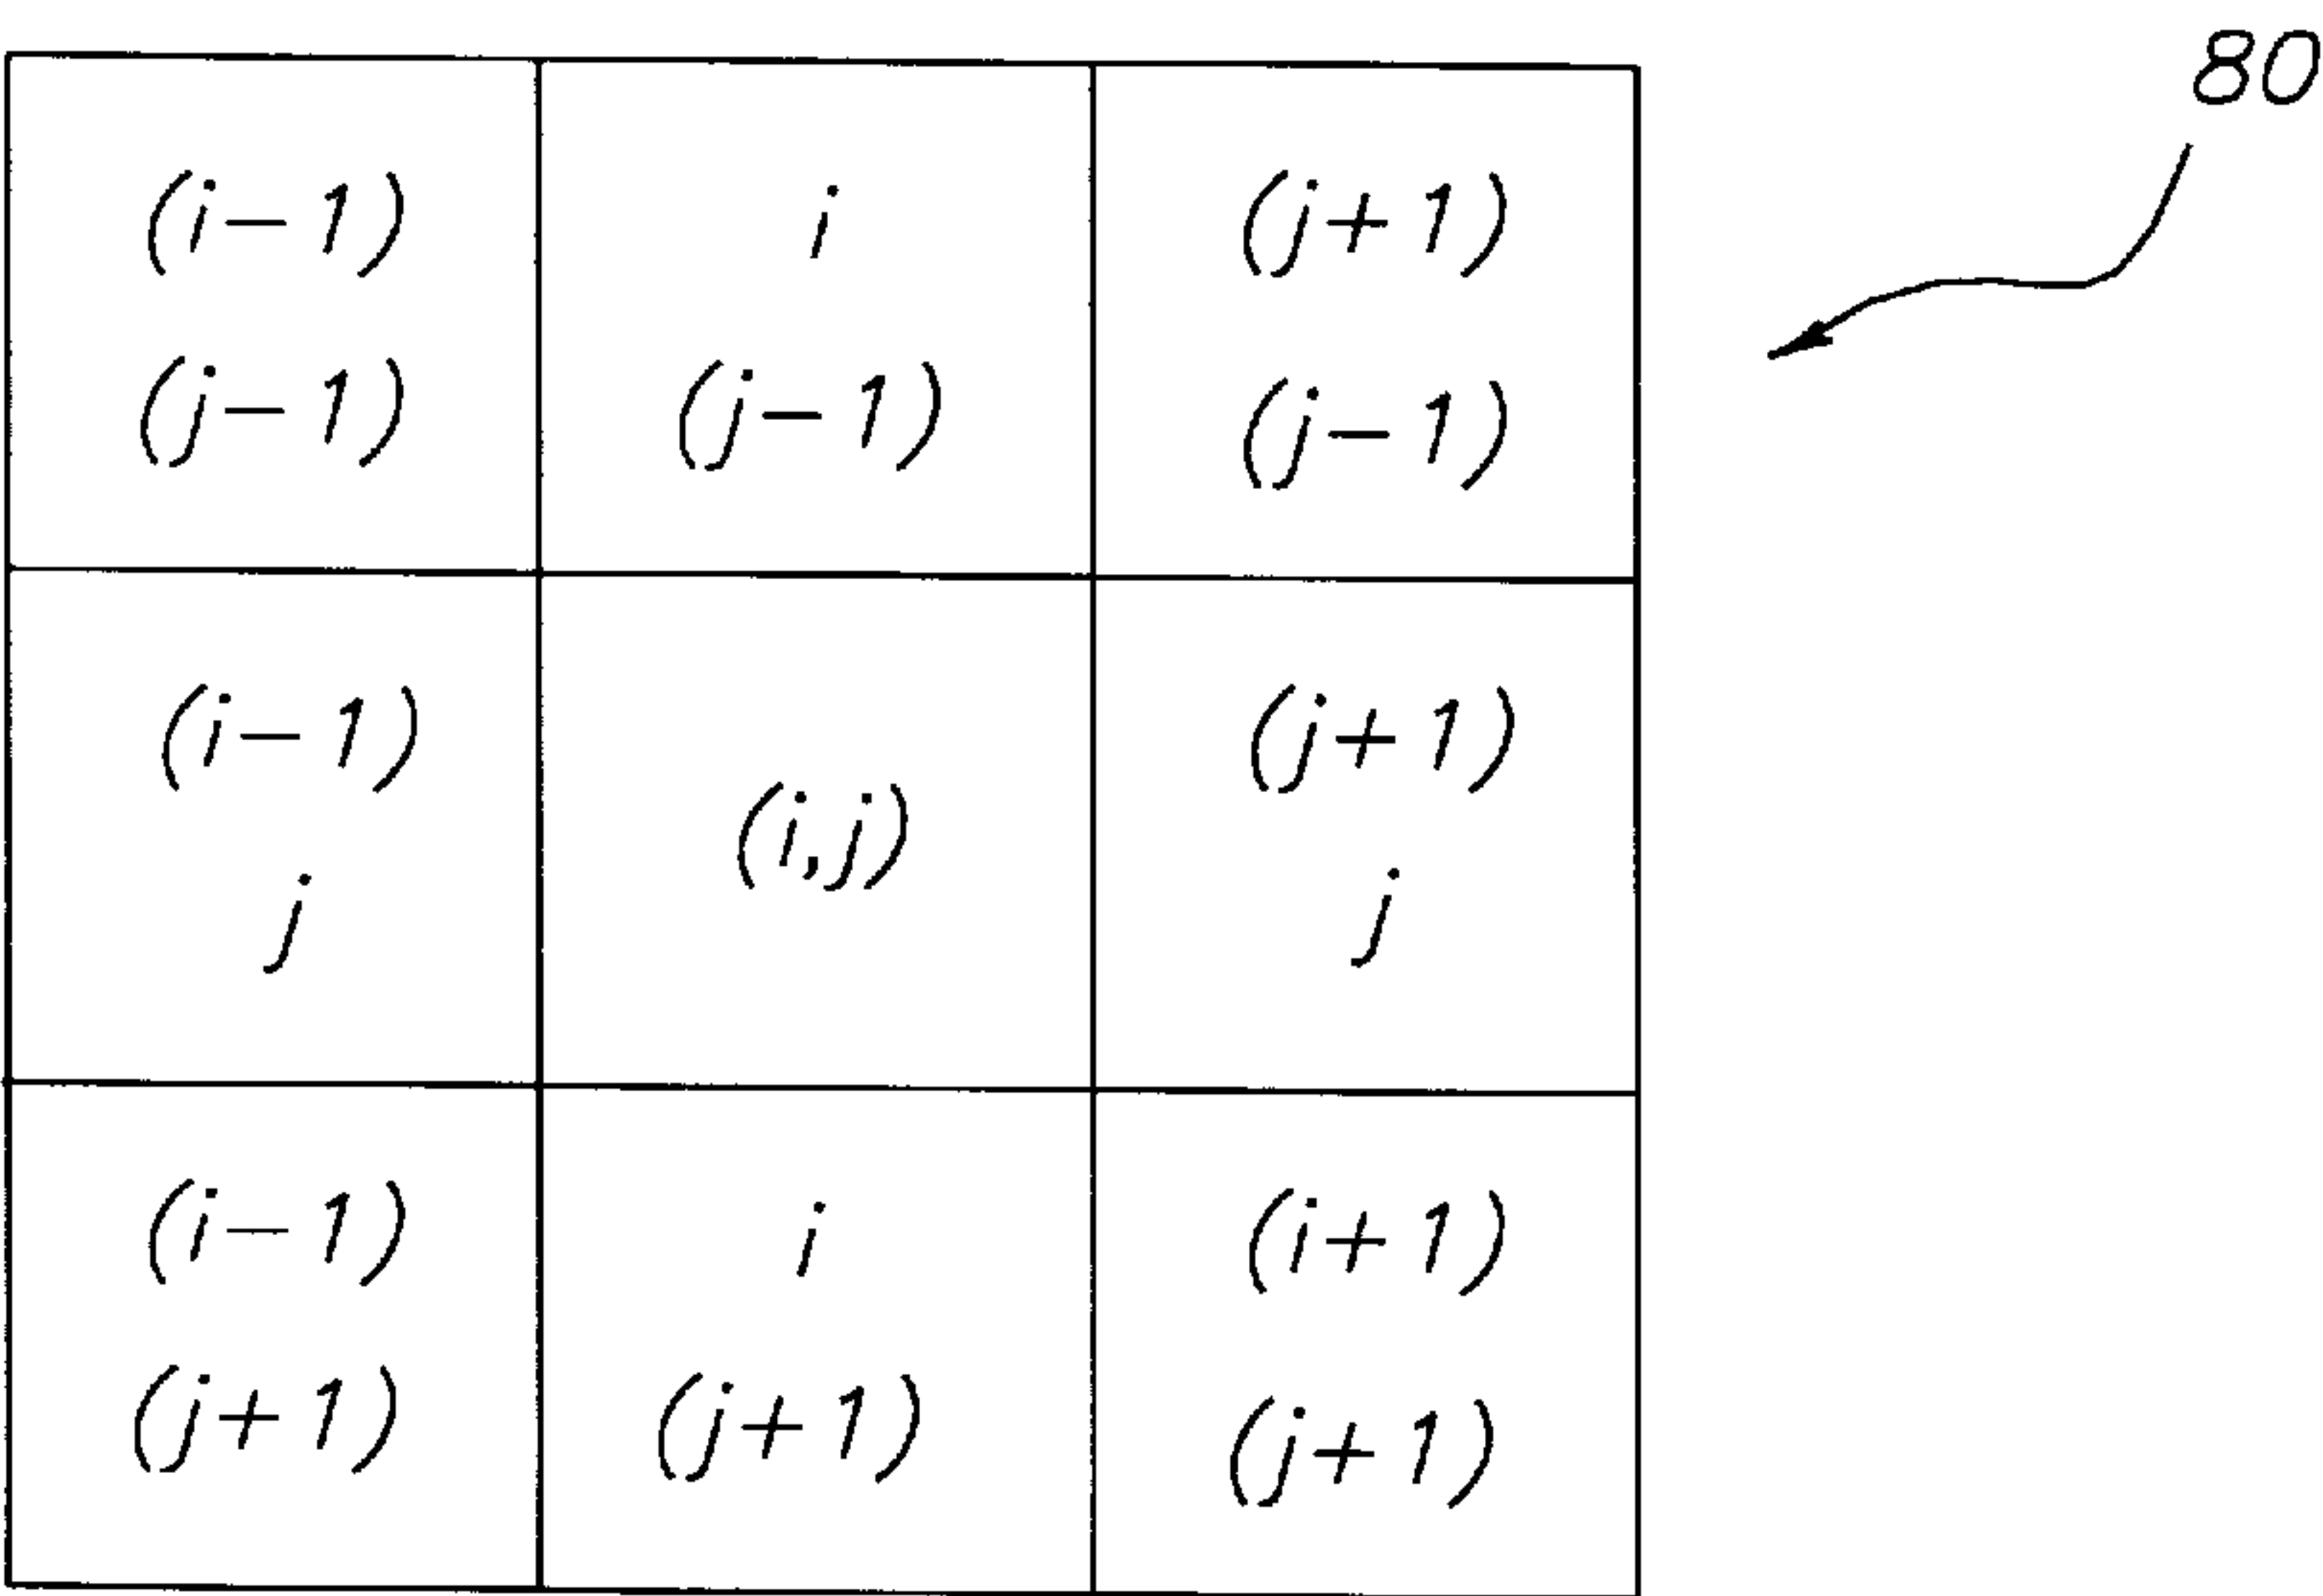 80
(i-1) i (j+1)
(j-1) (j-1) (j-1)
(i-1) (j+1)
(i,j)
j j
(i-1) i (i+1)
(j+1) (j+1) (j+1)